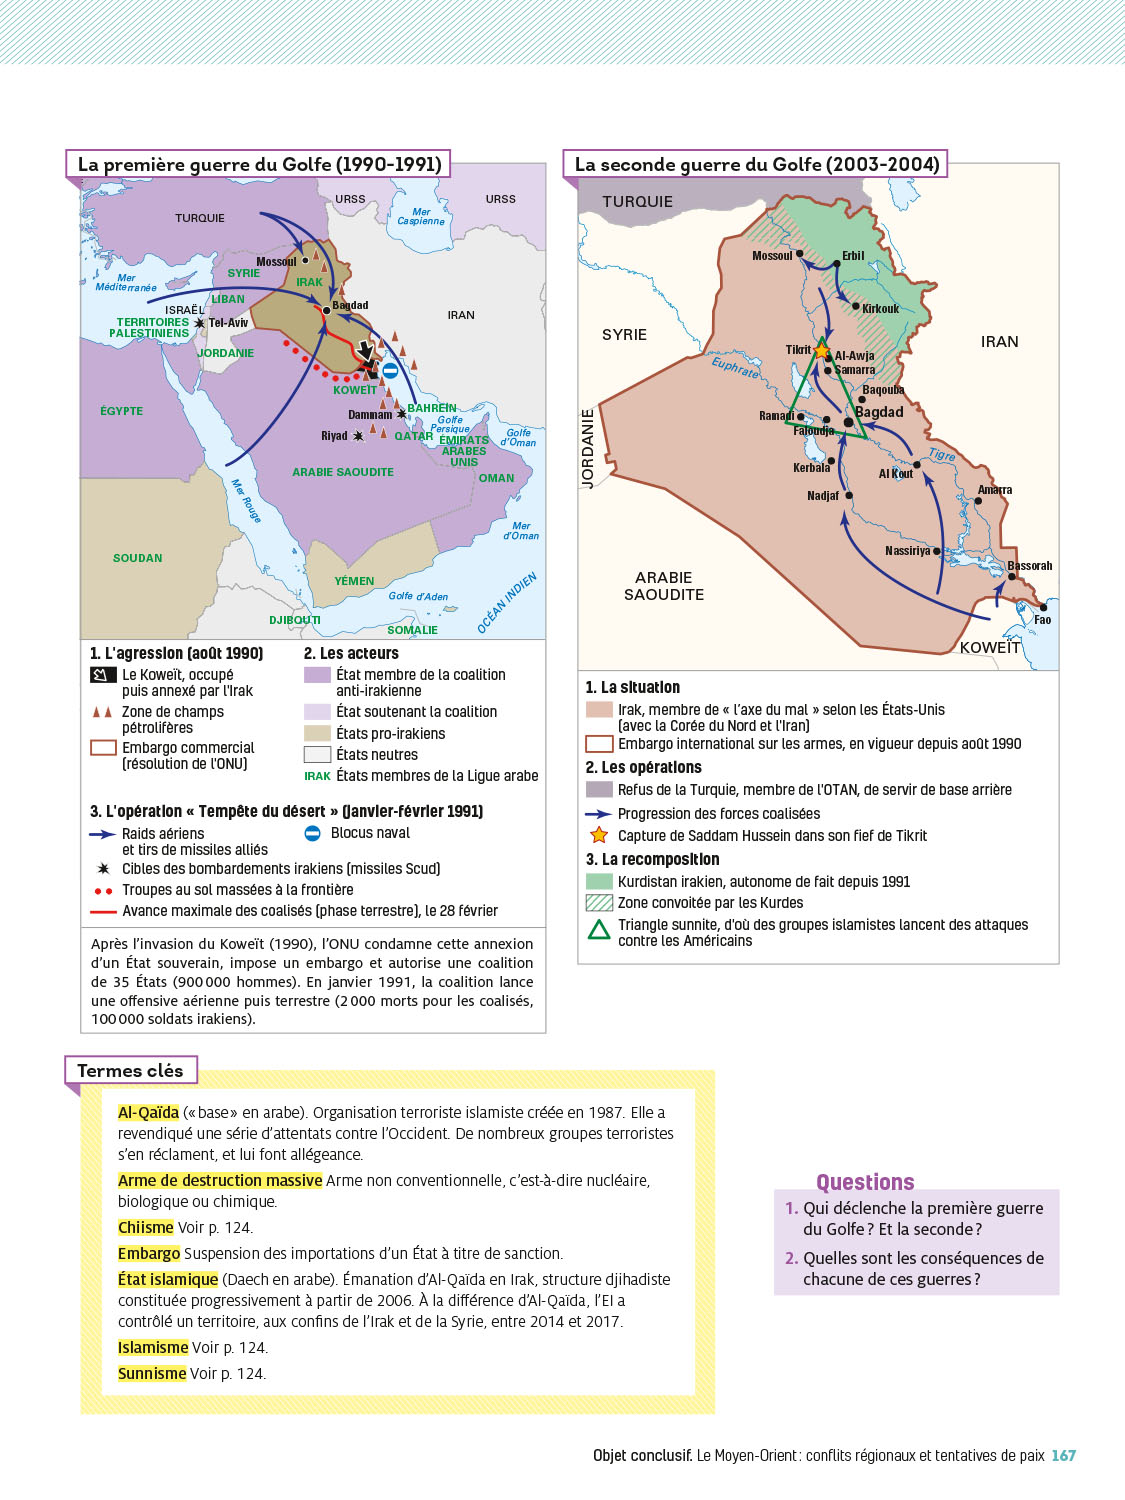 La première guerre du Golfe (1990-1991)
TURQUIE
URSS
URSS
Mer
Caspienne
Mossoul
SYRIE
IRAK
Mer
Méditerranée
LIBAN
Bagdad
ISRAËL
IRAN
TERRITOIRES
PALESTINIENS
Tel-Aviv
JORDANIE
KOWEÏT
ÉGYPTE
Dammam
BAHREÏN
Golfe
Persique
Riyad
QATAR
ÉMIRATS
ARABES
UNIS
Golfe
d'Oman
ARABIE SAOUDITE
OMAN
Mer Rouge
Mer
d'Oman
SOUDAN
YÉMEN
Golfe d'Aden
OCÉAN INDIEN
DJIBOUTI
SOMALIE
1. L'agression (août 1990)
Le Koweït, occupé
puis annexé par l'Irak
Zone de champs
pétrolifères
Embargo commercial
(résolution de l'ONU)
2. Les acteurs
État membre de la coalition
anti-irakienne
État soutenant la coalition
États pro-irakiens
États neutres
IRAK États membres de la Ligue arabe
3. L'opération « Tempête du désert » (janvier-février 1991)
Raids aériens
et tirs de missiles alliés
Blocus naval
Cibles des bombardements irakiens (missiles Scud)
Troupes au sol massées à la frontière
Avance maximale des coalisés (phase terrestre), le 28 février
Après l'invasion du Koweït (1990), l'ONU condamne cette annexion
d'un État souverain, impose un embargo et autorise une coalition
de 35 États (900 000 hommes). En janvier 1991, la coalition lance
une offensive aérienne puis terrestre (2 000 morts pour les coalisés,
100 000 soldats irakiens).
La seconde guerre du Golfe (2003-2004)
TURQUIE
Mossoul
Erbil
Kirkouk
SYRIE
IRAN
Tikrit
Al-Awja
Samarra
Euphrate
Baqouba
Ramadi
Bagdad
Faloudja
JORDANIE
Kerbala
Tigre
Al Kout
Nadjaf
Amarra
Nassiriya
Bassorah
ARABIE
SAOUDITE
Fao
KOWEÏT
1. La situation
Irak, membre de « l'axe du mal » selon les États-Unis
(avec la Corée du Nord et l'Iran)
Embargo international sur les armes, en vigueur depuis août 1990
2. Les opérations
Refus de la Turquie, membre de l'OTAN, de servir de base arrière
Progression des forces coalisées
Capture de Saddam Hussein dans son fief de Tikrit
3. La recomposition
Kurdistan irakien, autonome de fait depuis 1991
Zone convoitée par les Kurdes
Triangle sunnite, d'où des groupes islamistes lancent des attaques
contre les Américains
Termes clés
Al-Qaïda (« base » en arabe). Organisation terroriste islamiste créée en 1987. Elle a
revendiqué une série d'attentats contre l'Occident. De nombreux groupes terroristes
s'en réclament, et lui font allégeance.
Arme de destruction massive Arme non conventionnelle, c'est-à-dire nucléaire,
biologique ou chimique.
Chiisme Voir p. 124.
Embargo Suspension des importations d'un État à titre de sanction.
État islamique (Daech en arabe). Émanation d'Al-Qaïda en Irak, structure djihadiste
constituée progressivement à partir de 2006. À la différence d'Al-Qaïda, l'EI a
contrôlé un territoire, aux confins de l'Irak et de la Syrie, entre 2014 et 2017.
Islamisme Voir p. 124.
Sunnisme Voir p. 124.
Questions
1. Qui déclenche la première guerre
du Golfe ? Et la seconde ?
2. Quelles sont les conséquences de
chacune de ces guerres ?
Objet conclusif. Le Moyen-Orient : conflits régionaux et tentatives de paix 167